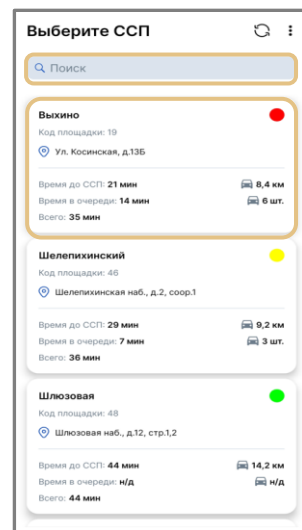 Выберите ССП
Поиск
Выхино
Код площадки: 19
Ул. Косинская, д.13Б
Время до ССП: 21 мин 8,4 км
Время в очереди: 14 мин 6 шт.
Всего: 35 мин
Шелепихинский
Код площадки: 46
Шелепихинская наб., д.2, соор.1
Время до ССП: 29 мин 9,2 км
Время в очереди: 7 мин 3 шт.
Всего: 36 мин
Шлюзовая
Код площадки: 48
Шлюзовая наб., д.12, стр.1,2
Время до ССП: 44 мин 14,2 км
Время в очереди: н/д н/д
Всего: 44 мин